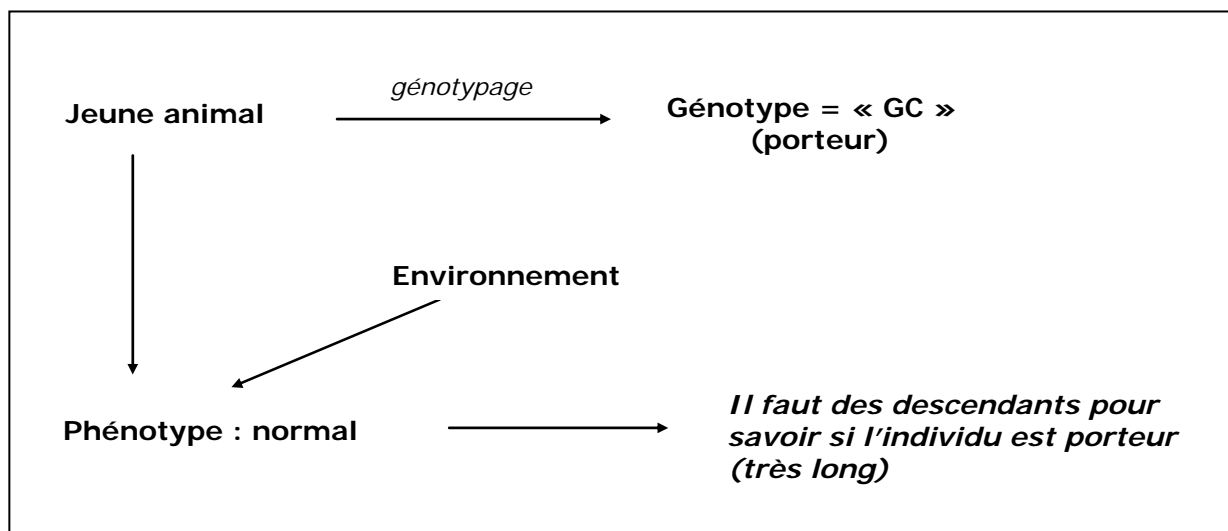 génotypage
Jeune animal
Génotype = « GC »
(porteur)
Environnement
Phénotype : normal
Il faut des descendants pour
savoir si l'individu est porteur
(très long)